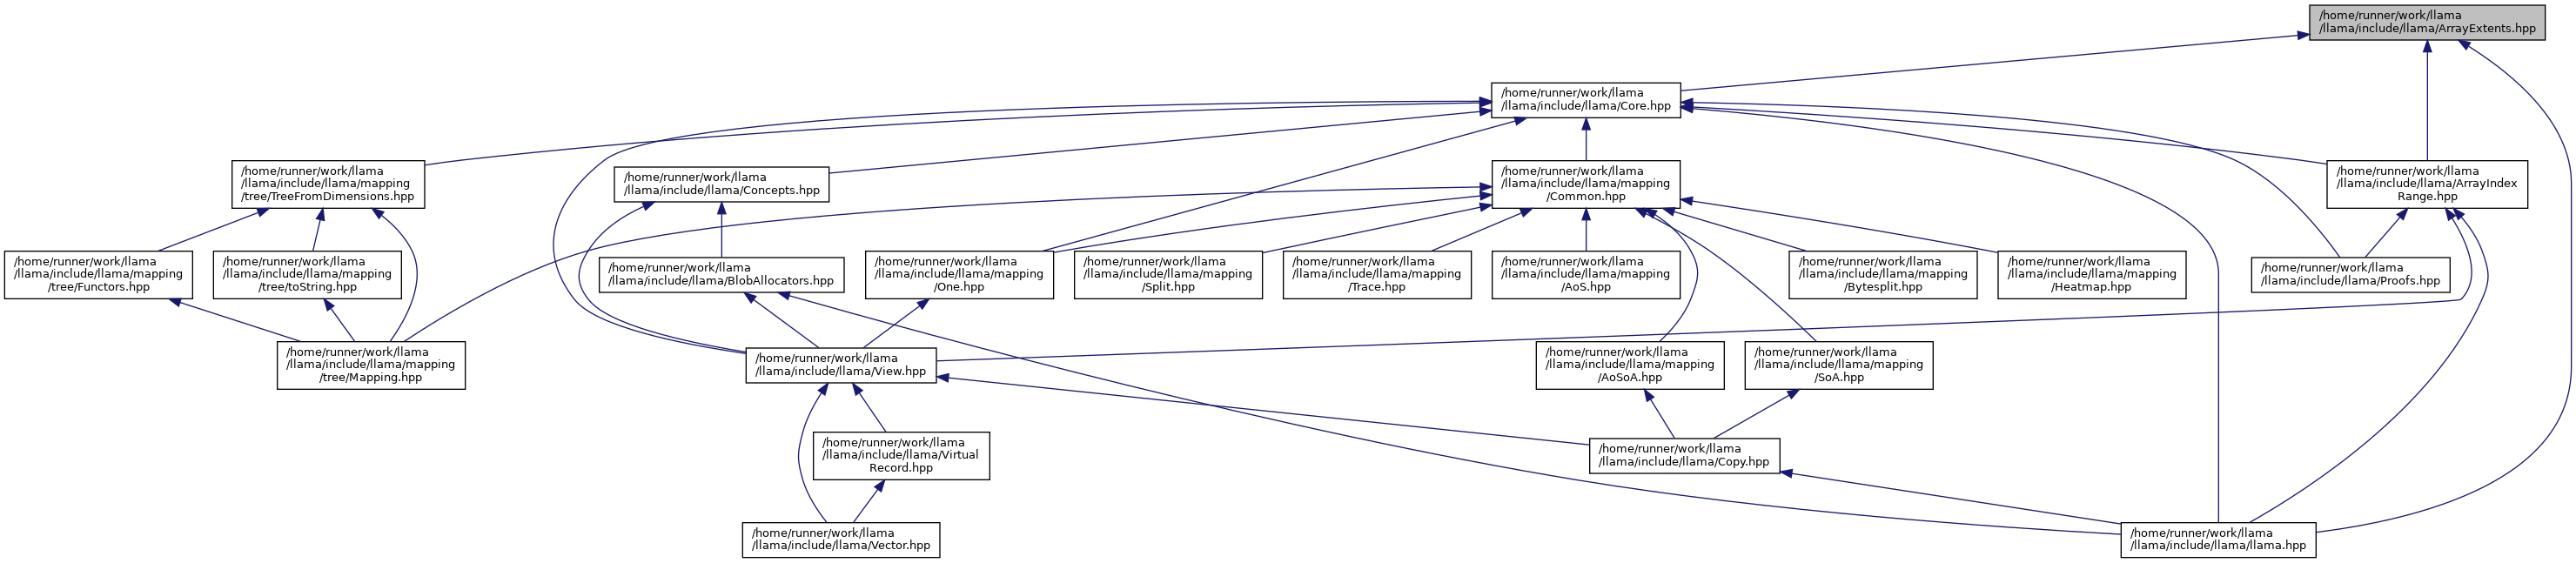 /home/runner/work/llama
/llama/include/llama/ArrayExtents.hpp
/home/runner/work/llama
/llama/include/llama/Core.hpp
/home/runner/work/llama
/llama/include/llama/mapping
/tree/TreeFromDimensions.hpp
/home/runner/work/llama
/llama/include/llama/Concepts.hpp
/home/runner/work/llama
/llama/include/llama/mapping
/Common.hpp
/home/runner/work/llama
/llama/include/llama/ArrayIndex
Range.hpp
/home/runner/work/llama
/llama/include/llama/mapping
/tree/Functors.hpp
/home/runner/work/llama
/llama/include/llama/mapping
/tree/toString.hpp
/home/runner/work/llama
/llama/include/llama/BlobAllocators.hpp
/home/runner/work/llama
/llama/include/llama/mapping
/One.hpp
/home/runner/work/llama
/llama/include/llama/mapping
/Split.hpp
/home/runner/work/llama
/llama/include/llama/mapping
/Trace.hpp
/home/runner/work/llama
/llama/include/llama/mapping
/AoS.hpp
/home/runner/work/llama
/llama/include/llama/mapping
/Bytesplit.hpp
/home/runner/work/llama
/llama/include/llama/mapping
/Heatmap.hpp
/home/runner/work/llama
/llama/include/llama/Proofs.hpp
/home/runner/work/llama
/llama/include/llama/mapping
/tree/Mapping.hpp
/home/runner/work/llama
/llama/include/llama/View.hpp
/home/runner/work/llama
/llama/include/llama/mapping
/AoSoA.hpp
/home/runner/work/llama
/llama/include/llama/mapping
/SoA.hpp
/home/runner/work/llama
/llama/include/llama/Virtual
Record.hpp
/home/runner/work/llama
/llama/include/llama/Copy.hpp
/home/runner/work/llama
/llama/include/llama/Vector.hpp
/home/runner/work/llama
/llama/include/llama/llama.hpp